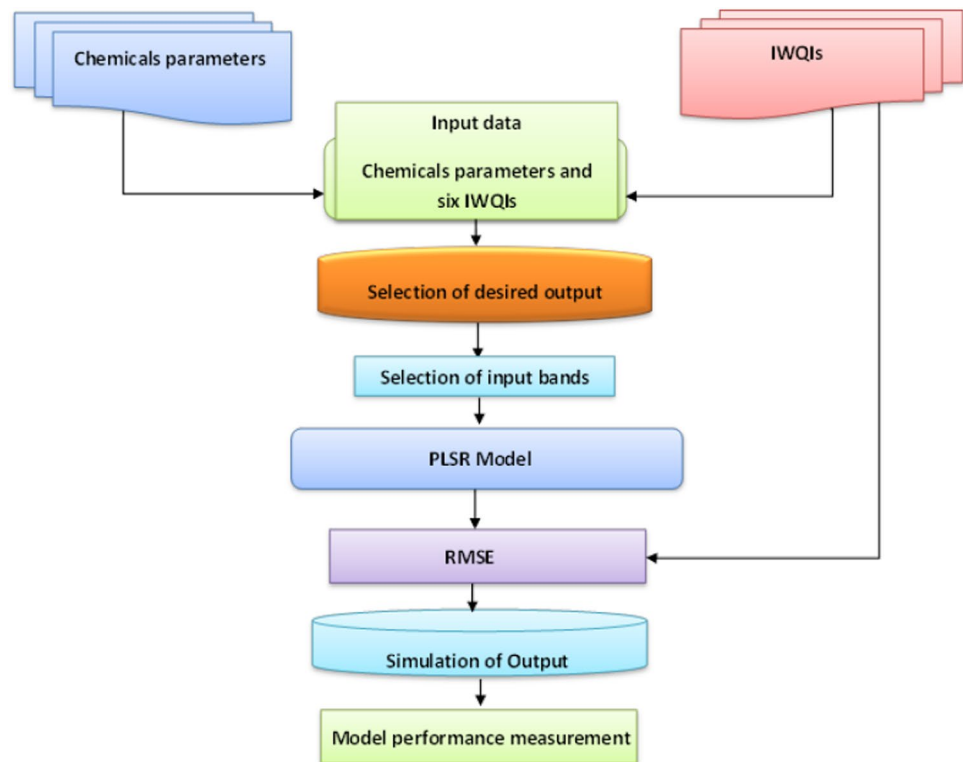 Chemicals parameters
IWQIs
Input data
Chemicals parameters and
six IWQIs
Selection of desired output
Selection of input bands
PLSR Model
RMSE
Simulation of Output
Model performance measurement